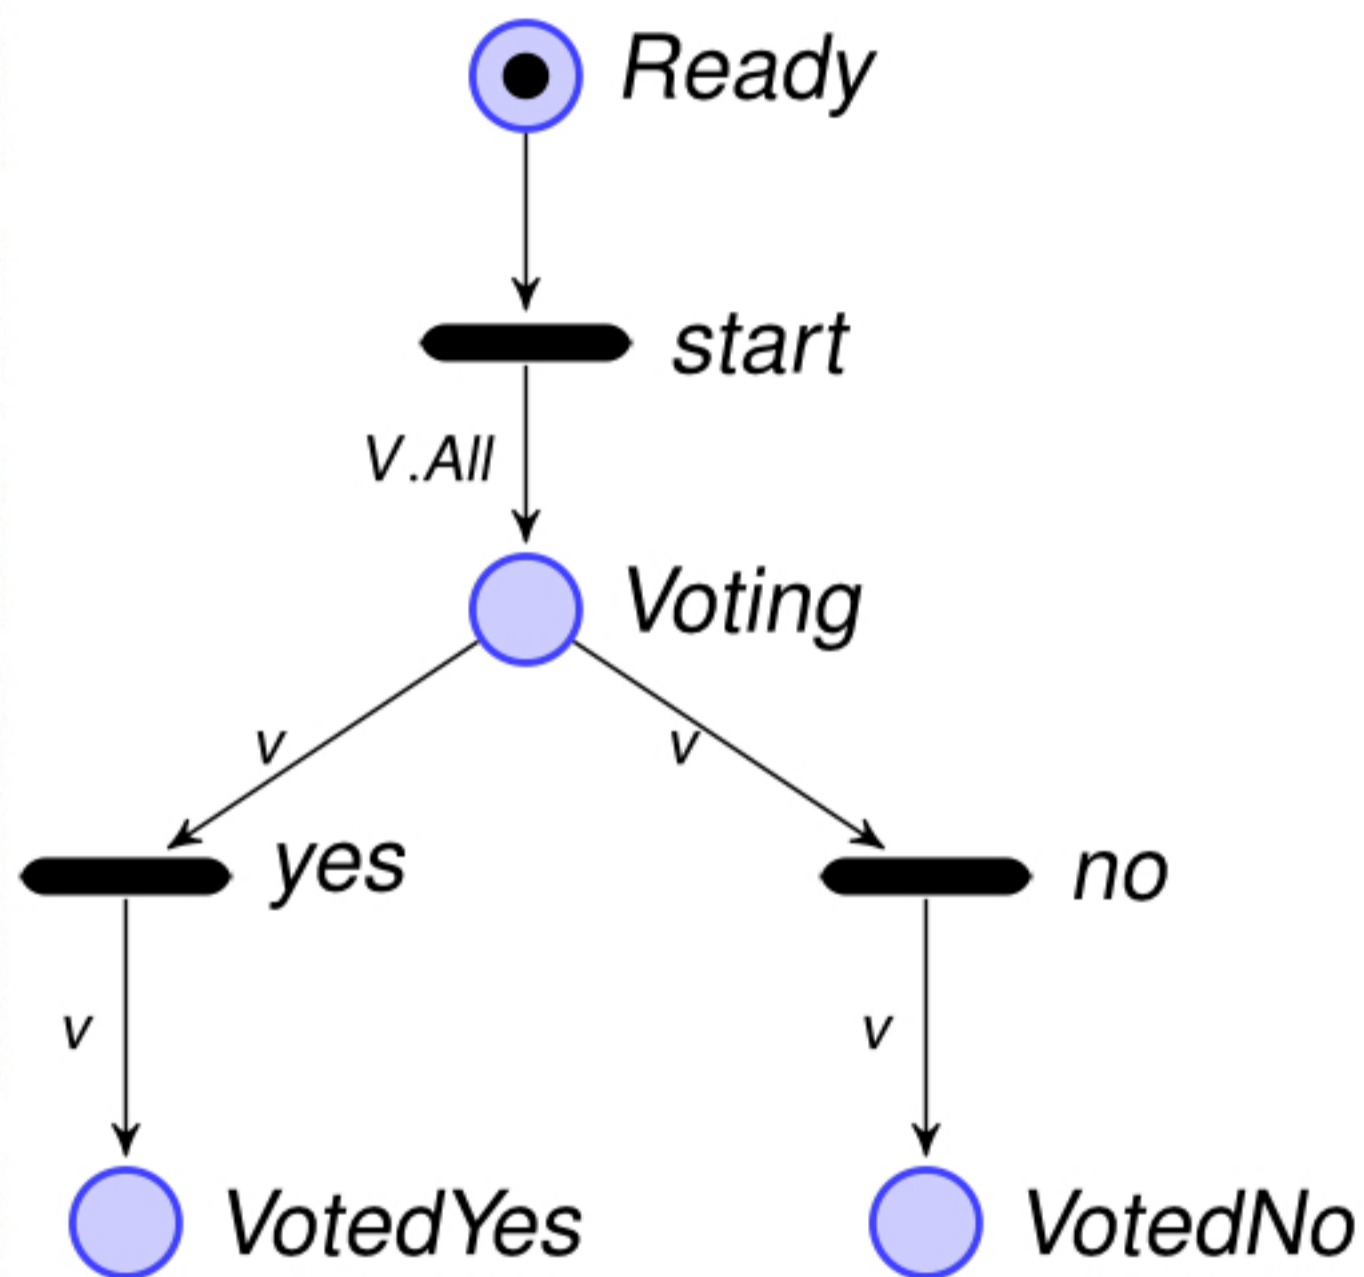 Ready
start
V.All
Voting
v
v
yes
no
v
v
VotedYes
VotedNo